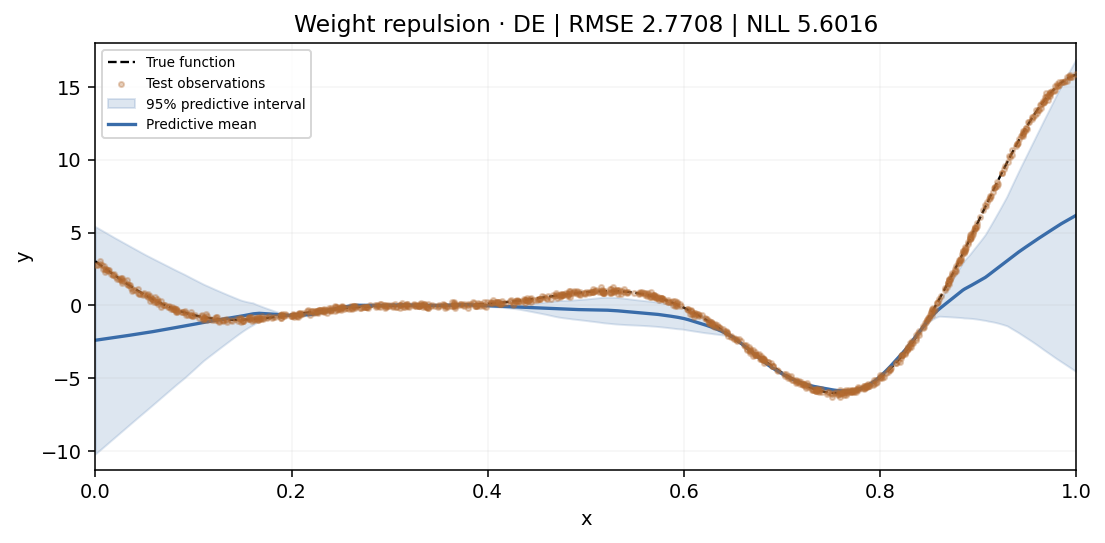 Weight repulsion · DE | RMSE 2.7708 | NLL 5.6016
True function
Test observations
95% predictive interval
Predictive mean
15
10
5
0
−5
−10
y
0.0 0.2 0.4 0.6 0.8 1.0
x